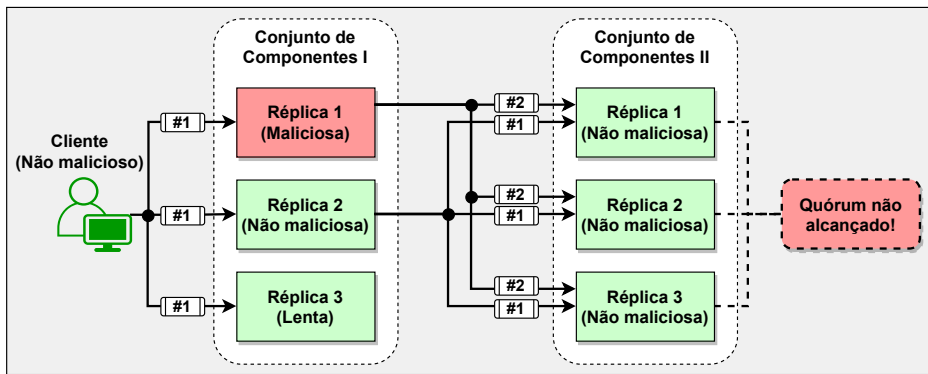 Conjunto de
Componentes I
Conjunto de
Componentes II
Cliente
(Não malicioso)
#1
#1
#1
Réplica 1
(Maliciosa)
Réplica 2
(Não maliciosa)
Réplica 3
(Lenta)
#2
#1
#2
#1
#2
#1
Réplica 1
(Não maliciosa)
Réplica 2
(Não maliciosa)
Réplica 3
(Não maliciosa)
Quórum não
alcançado!